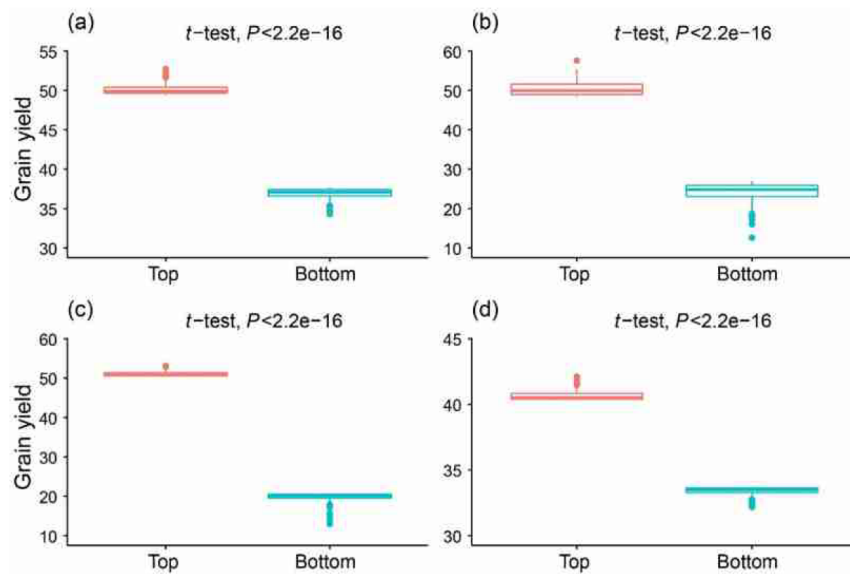 (a)
t-test, P<2.2e-16
55
50
45
40
35
30
Grain yield
Top Bottom
(b)
t-test, P<2.2e-16
60
50
40
30
20
10
Top Bottom
(c)
t-test, P<2.2e-16
60
50
40
30
20
10
Grain yield
Top Bottom
(d)
t-test, P<2.2e-16
45
40
35
30
Top Bottom